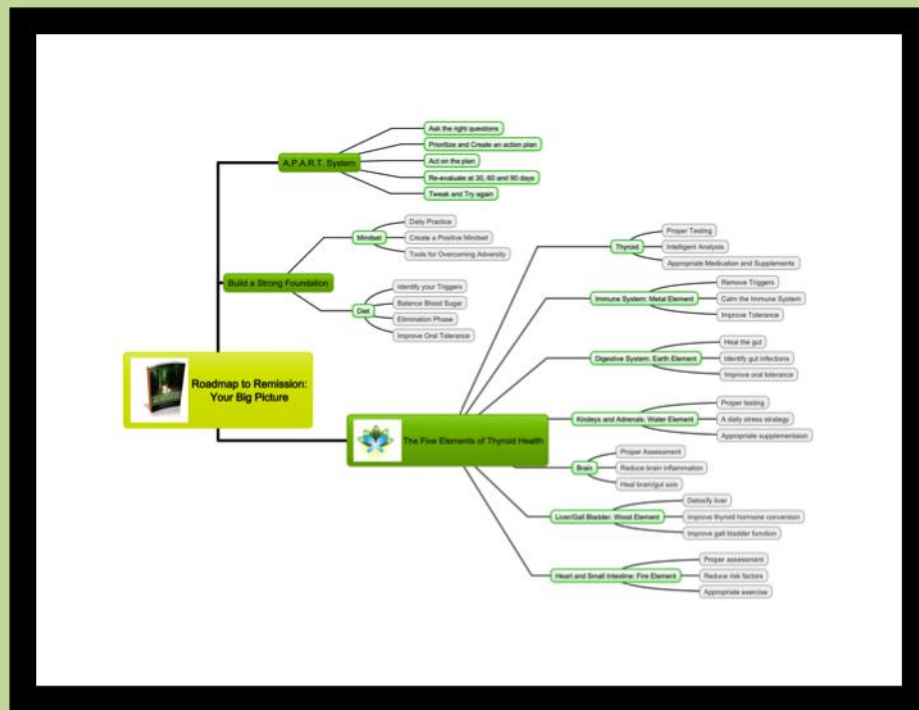 Ask the right questions
Prioritize and Create an action plan
A.P.A.R.T. System
Act on the plan
Re-evaluate at 30, 60 and 90 days
Tweak and Try again
Daily Practice
Mindset
Create a Positive Mindset
Tools for Overcoming Adversity
Build a Strong Foundation
Identify your Triggers
Balance Blood Sugar
Diet
Elimination Phase
Improve Oral Tolerance
Roadmap to Remission:
Your Big Picture
The Five Elements of Thyroid Health
Proper Testing
Thyroid
Intelligent Analysis
Appropriate Medication and Supplements
Remove Triggers
Immune System: Metal Element
Calm the Immune System
Improve Tolerance
Heal the gut
Digestive System: Earth Element
Identify gut infections
Improve oral tolerance
Proper testing
Kindeys and Adrenals: Water Element
A daily stress strategy
Appropriate supplementaion
Proper Assessment
Brain
Reduce brain inflammation
Heal brain/gut axis
Detoxify liver
Liver/Gall Bladder: Wood Element
Improve thyroid hormone conversion
Improve gall bladder function
Proper assessment
Heart and Small Intestine: Fire Element
Reduce risk factors
Appropriate exercise